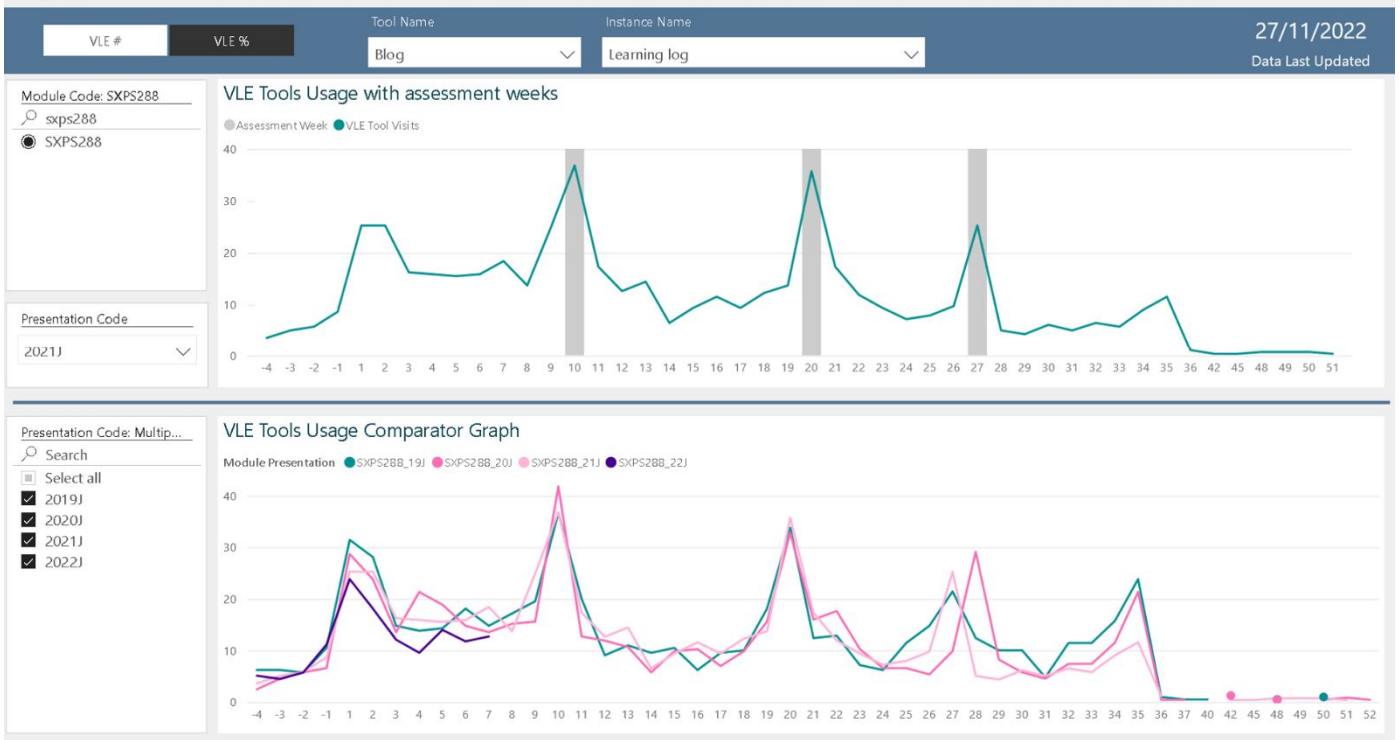 VLE #
VLE %
Tool Name
Blog
Instance Name
Learning log
27/11/2022
Data Last Updated
Module Code: SXPS288
sxps288
SXPS288
Presentation Code
2021J
VLE Tools Usage with assessment weeks
Assessment Week VLE Tool Visits
40
30
20
10
0
-4 -3 -2 -1 1 2 3 4 5 6 7 8 9 10 11 12 13 14 15 16 17 18 19 20 21 22 23 24 25 26 27 28 29 30 31 32 33 34 35 36 42 45 48 49 50 51
Presentation Code: Multip...
Search
Select all
2019J
2020J
2021J
2022J
VLE Tools Usage Comparator Graph
Module Presentation SXPS288_19J SXPS288_20J SXPS288_21J SXPS288_22J
40
30
20
10
0
-4 -3 -2 -1 1 2 3 4 5 6 7 8 9 10 11 12 13 14 15 16 17 18 19 20 21 22 23 24 25 26 27 28 29 30 31 32 33 34 35 36 37 40 42 45 48 49 50 51 52